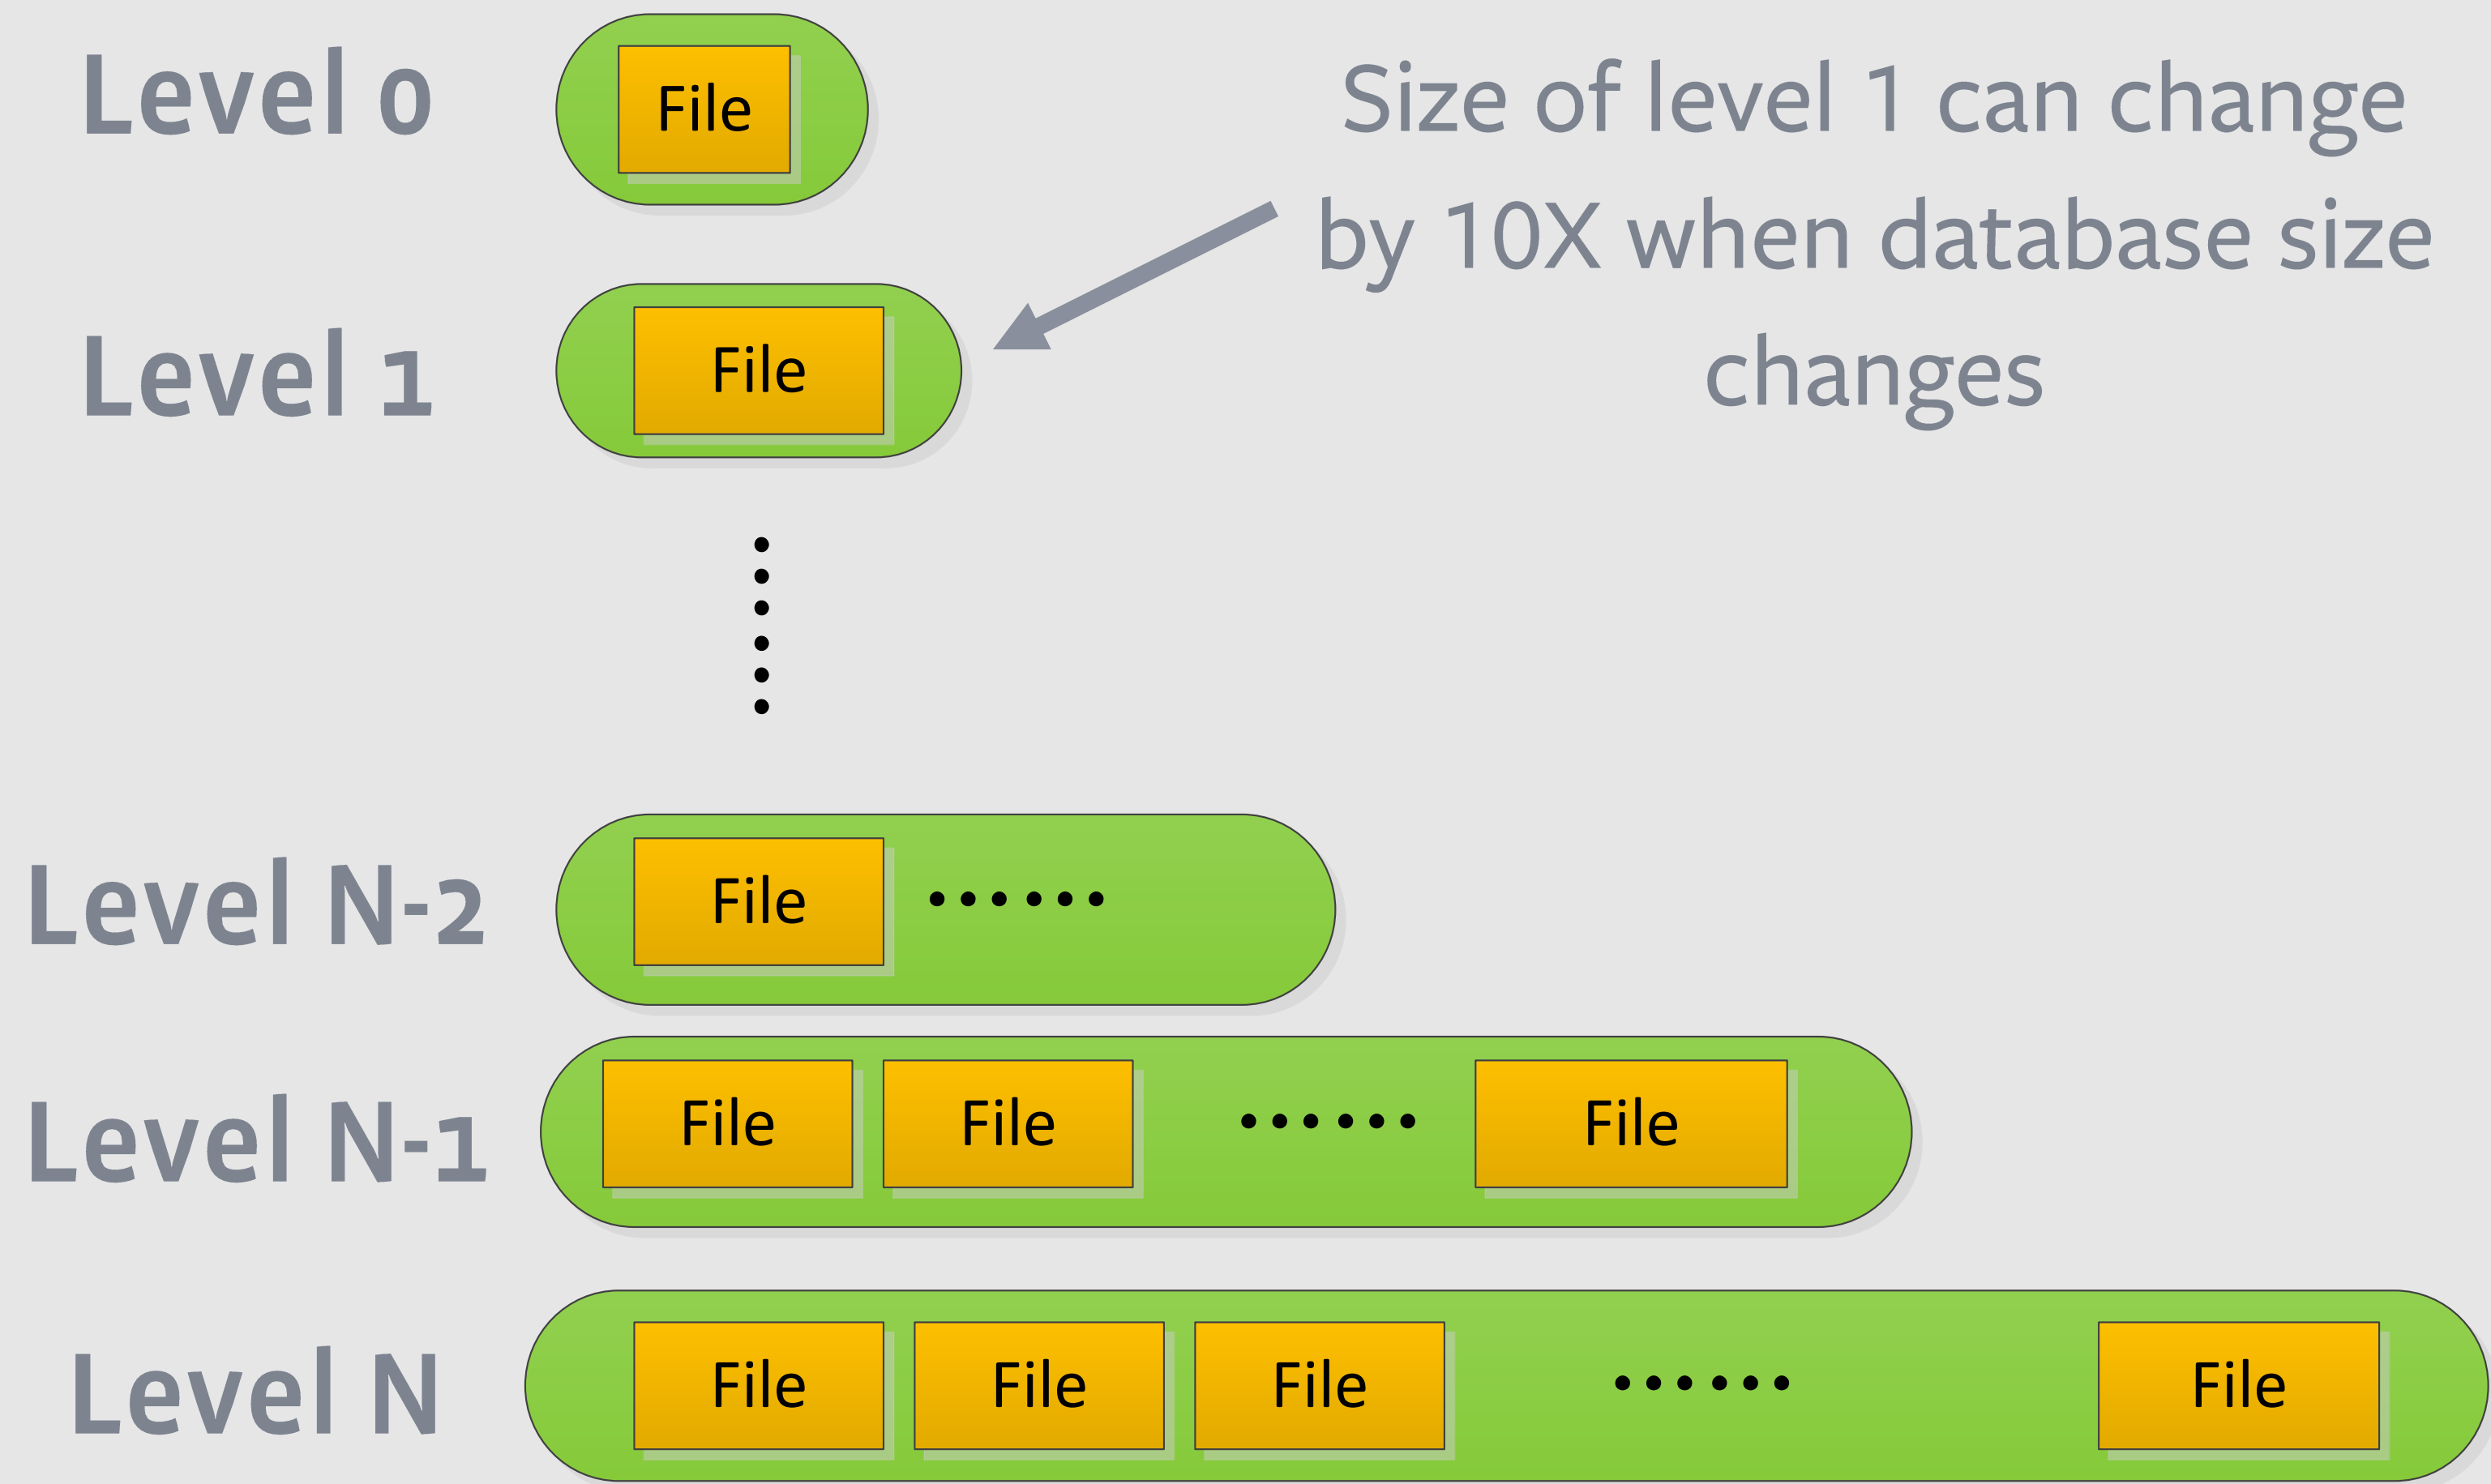 Level 0
File
Size of level 1 can change
by 10X when database size
changes
Level 1
File
Level N-2
File ......
Level N-1
File File ...... File
Level N
File File File ...... File